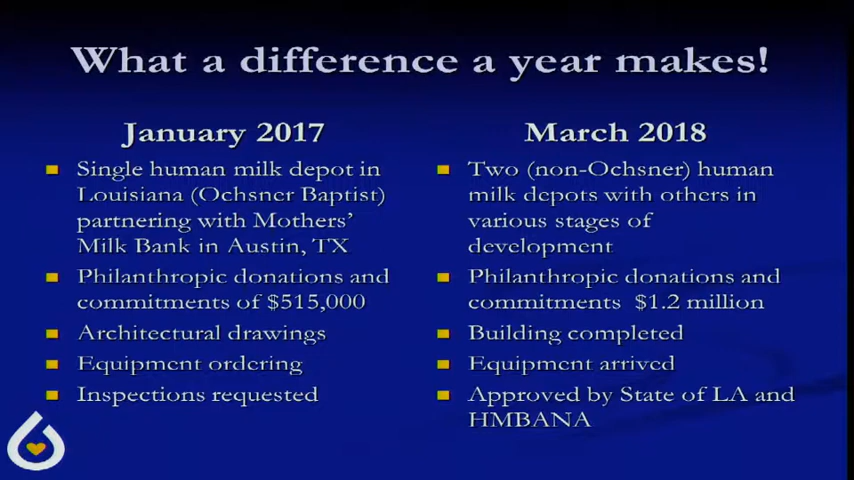 What a difference a year makes!
January 2017
Single human milk depot in
Louisiana (Ochsner Baptist)
partnering with Mothers'
Milk Bank in Austin, TX
Philanthropic donations and
commitments of $515,000
Architectural drawings
Equipment ordering
Inspections requested
March 2018
Two (non-Ochsner) human
milk depots with others in
various stages of
development
Philanthropic donations and
commitments $1.2 million
Building completed
Equipment arrived
Approved by State of LA and
HMBANA